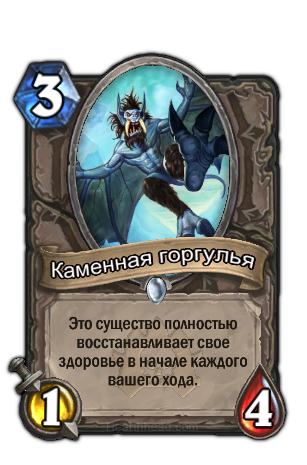 3
Каменная горгулья
Это существо полностью
восстанавливает свое
здоровье в начале каждого
вашего хода.
1
4